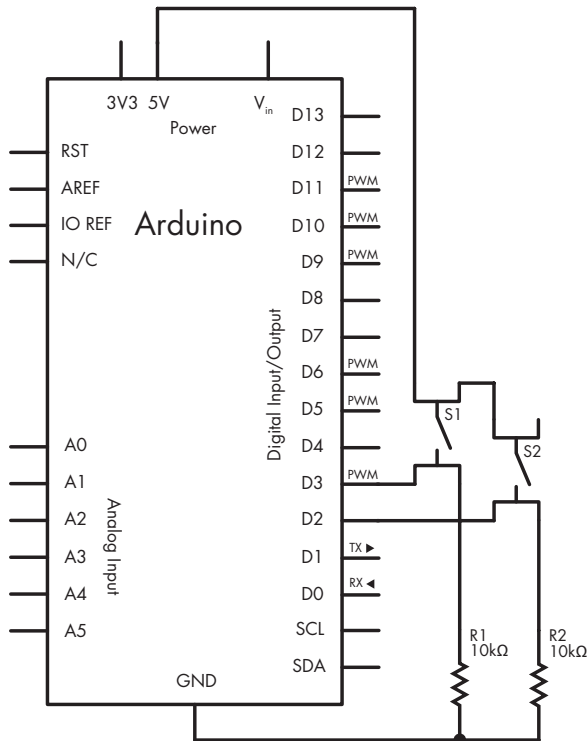 3V3 5V Vin
Power
RST
AREF
IO REF
N/C
Arduino
A0
A1
A2
A3
A4
A5
Analog Input
D13
D12
D11 PWM
D10 PWM
D9 PWM
D8
D7
D6 PWM
D5 PWM
D4
D3 PWM
D2
D1 TX ▶
D0 RX ◀
SCL
SDA
Digital Input/Output
GND
S1
S2
R1
10kΩ
R2
10kΩ